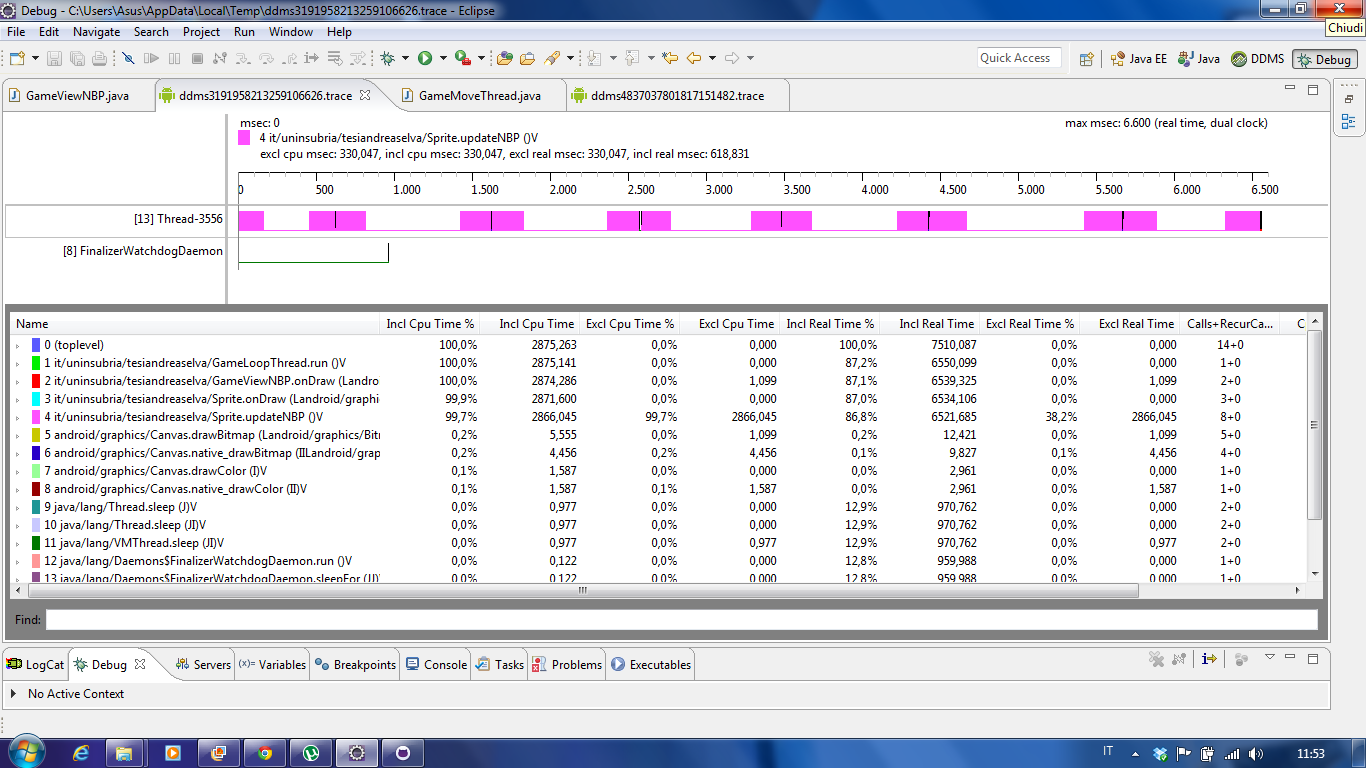 Debug - C:\Users\Asus\AppData\Local\Temp\ddms3191958213259106626.trace - Eclipse
Chiudi
File Edit Navigate Search Project Run Window Help
Quick Access
Java EE
Java
DDMS
Debug
GameViewNBP.java
ddms3191958213259106626.trace
GameMoveThread.java
ddms4837037801817151482.trace
msec: 0
max msec: 6.600 (real time, dual clock)
4 it/uninsubria/tesiandreaselva/Sprite.updateNBP ()V
excl cpu msec: 330,047, incl cpu msec: 330,047, excl real msec: 330,047, incl real msec: 618,831
0 500 1.000 1.500 2.000 2.500 3.000 3.500 4.000 4.500 5.000 5.500 6.000 6.500
[13] Thread-3556
[8] FinalizerWatchdogDaemon
Name Incl Cpu Time % Incl Cpu Time Excl Cpu Time % Excl Cpu Time Incl Real Time % Incl Real Time Excl Real Time % Excl Real Time Calls+RecurCa... C
0 (toplevel) 100,0% 2875,263 0,0% 0,000 100,0% 7510,087 0,0% 0,000 14+0
1 it/uninsubria/tesiandreaselva/GameLoopThread.run ()V 100,0% 2875,141 0,0% 0,000 87,2% 6550,099 0,0% 0,000 1+0
2 it/uninsubria/tesiandreaselva/GameViewNBP.onDraw (Landro 100,0% 2874,286 0,0% 1,099 87,1% 6539,325 0,0% 1,099 2+0
3 it/uninsubria/tesiandreaselva/Sprite.onDraw (Landroid/graphi 99,9% 2871,600 0,0% 0,000 87,0% 6534,106 0,0% 0,000 3+0
4 it/uninsubria/tesiandreaselva/Sprite.updateNBP ()V 99,7% 2866,045 99,7% 2866,045 86,8% 6521,685 38,2% 2866,045 8+0
5 android/graphics/Canvas.drawBitmap (Landroid/graphics/Bitr 0,2% 5,555 0,0% 1,099 0,2% 12,421 0,0% 1,099 5+0
6 android/graphics/Canvas.native_drawBitmap (IILandroid/grap 0,2% 4,456 0,2% 4,456 0,1% 9,827 0,1% 4,456 4+0
7 android/graphics/Canvas.drawColor (I)V 0,1% 1,587 0,0% 0,000 0,0% 2,961 0,0% 0,000 1+0
8 android/graphics/Canvas.native_drawColor (II)V 0,1% 1,587 0,1% 1,587 0,0% 2,961 0,0% 1,587 1+0
9 java/lang/Thread.sleep (J)V 0,0% 0,977 0,0% 0,000 12,9% 970,762 0,0% 0,000 2+0
10 java/lang/Thread.sleep (JI)V 0,0% 0,977 0,0% 0,000 12,9% 970,762 0,0% 0,000 2+0
11 java/lang/VMThread.sleep (JI)V 0,0% 0,977 0,0% 0,977 12,9% 970,762 0,0% 0,977 2+0
12 java/lang/Daemons$FinalizerWatchdogDaemon.run ()V 0,0% 0,122 0,0% 0,000 12,8% 959,988 0,0% 0,000 1+0
13 java/lang/Daemons$FinalizerWatchdogDaemon.sleepFor (JJ) 0,0% 0,122 0,0% 0,000 12,8% 959,988 0,0% 0,000 1+0
Find:
LogCat
Debug
Servers
(x)= Variables
Breakpoints
Console
Tasks
Problems
Executables
No Active Context
IT
11:53